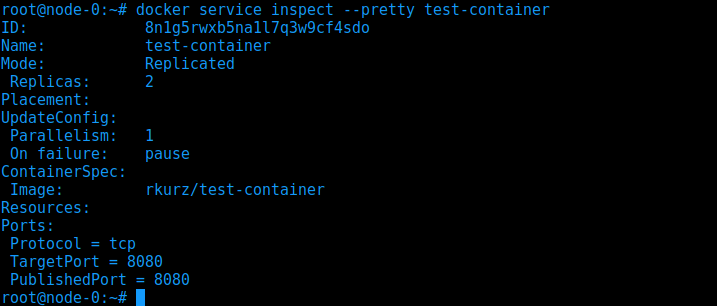 root@node-0:~# docker service inspect --pretty test-container
ID:             8n1g5rwxb5na1l7q3w9cf4sdo
Name:           test-container
Mode:           Replicated
 Replicas:      2
Placement:
UpdateConfig:
 Parallelism:   1
 On failure:    pause
ContainerSpec:
 Image:         rkurz/test-container
Resources:
Ports:
 Protocol = tcp
 TargetPort = 8080
 PublishedPort = 8080
root@node-0:~#